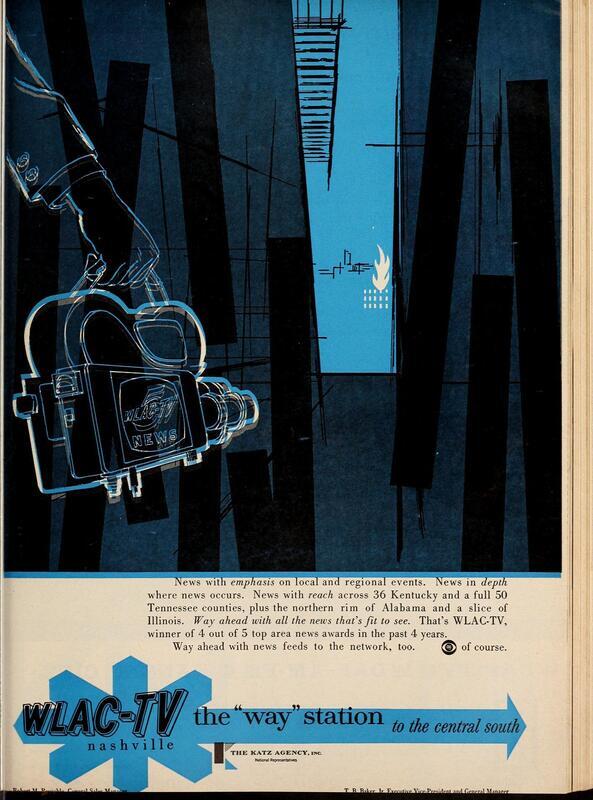 WLAC-TV
NEWS
News with emphasis on local and regional events. News in depth
where news occurs. News with reach across 36 Kentucky and a full 50
Tennessee counties, plus the northern rim of Alabama and a slice of
Illinois. Way ahead with all the news that's fit to see. That's WLAC-TV,
winner of 4 out of 5 top area news awards in the past 4 years.
Way ahead with news feeds to the network, too. of course.
WLAC-TV
nashville
the "way" station to the central south
THE KATZ AGENCY, INC.
National Representatives
Robert M. Reuschle, General Sales Manager
T. B. Baker, Jr. Executive Vice-President and General Manager